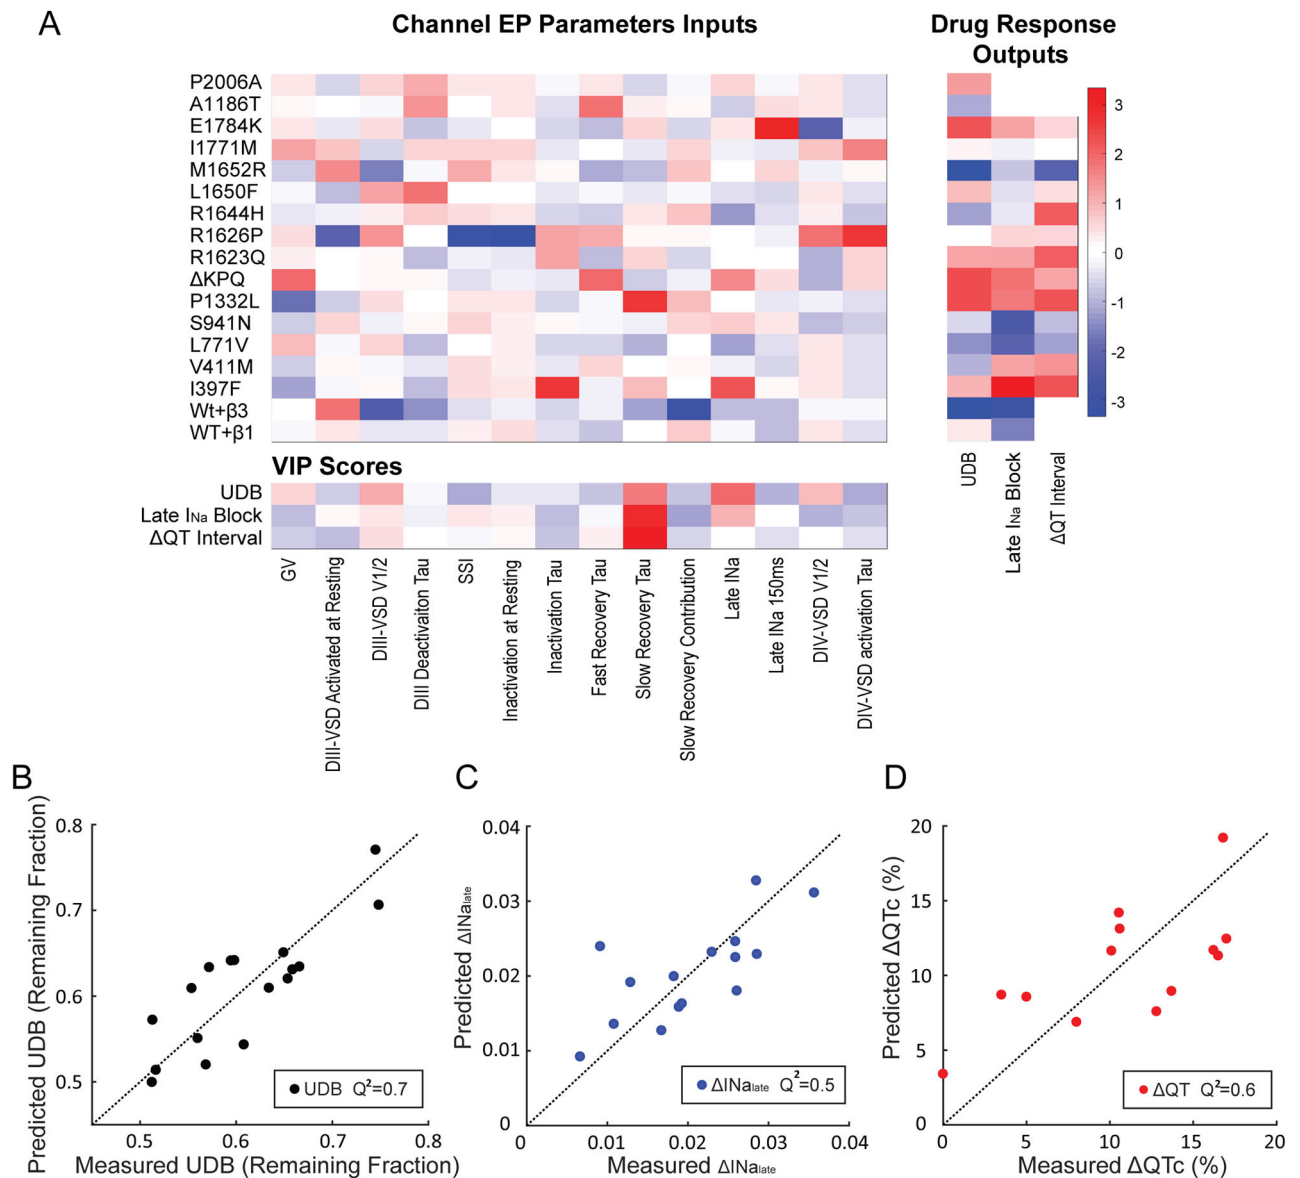 A
Channel EP Parameters Inputs
Drug Response
Outputs
P2006A
A1186T
E1784K
I1771M
M1652R
L1650F
R1644H
R1626P
R1623Q
ΔKPQ
P1332L
S941N
L771V
V411M
I397F
Wt+β3
WT+β1
3
2
1
0
-1
-2
-3
UDB
Late INa Block
ΔQT Interval
VIP Scores
UDB
Late INa Block
ΔQT Interval
GV
DIII-VSD Activated at Resting
DIII-VSD V1/2
DIII Deactivaiton Tau
SSI
Inactivation at Resting
Inactivation Tau
Fast Recovery Tau
Slow Recovery Tau
Slow Recovery Contribution
Late INa
Late INa 150ms
DIV-VSD V1/2
DIV-VSD activation Tau
B
Predicted UDB (Remaining Fraction)
0.8
0.7
0.6
0.5
UDB Q²=0.7
0.5 0.6 0.7 0.8
Measured UDB (Remaining Fraction)
C
Predicted ΔINalate
0.04
0.03
0.02
0.01
0
ΔINalate Q²=0.5
0 0.01 0.02 0.03 0.04
Measured ΔINalate
D
Predicted ΔQTc (%)
20
15
10
5
0
ΔQT Q²=0.6
0 5 10 15 20
Measured ΔQTc (%)